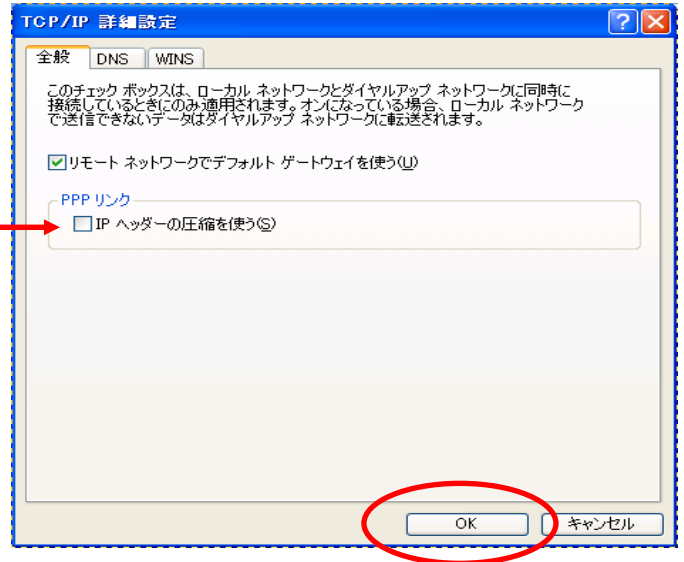 TCP/IP 詳細設定
全般 DNS WINS
このチェック ボックスは、ローカル ネットワークとダイヤルアップ ネットワークに同時に
接続しているときにのみ適用されます。オンになっている場合、ローカル ネットワーク
で送信できないデータはダイヤルアップ ネットワークに転送されます。
リモート ネットワークでデフォルト ゲートウェイを使う(U)
PPP リンク
IP ヘッダーの圧縮を使う(S)
OK キャンセル